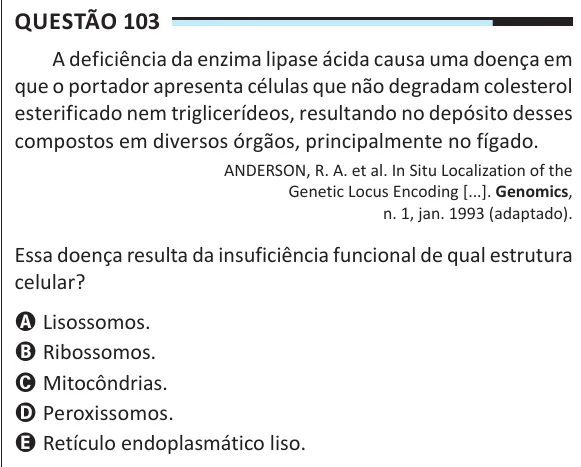 QUESTÃO 103
A deficiência da enzima lipase ácida causa uma doença em
que o portador apresenta células que não degradam colesterol
esterificado nem triglicerídeos, resultando no depósito desses
compostos em diversos órgãos, principalmente no fígado.
ANDERSON, R. A. et al. In Situ Localization of the
Genetic Locus Encoding [...]. Genomics,
n. 1, jan. 1993 (adaptado).
Essa doença resulta da insuficiência funcional de qual estrutura
celular?
A Lisossomos.
B Ribossomos.
C Mitocôndrias.
D Peroxissomos.
E Retículo endoplasmático liso.